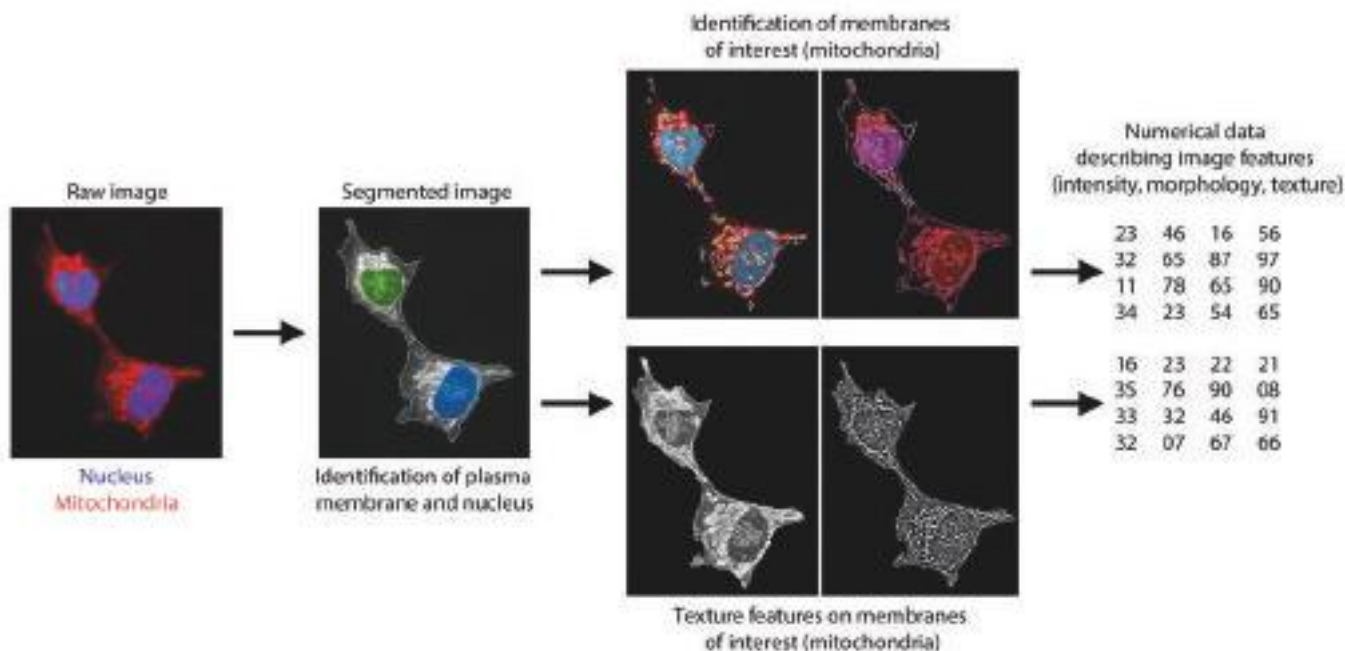 Identification of membranes
of interest (mitochondria)
Numerical data
describing image features
(intensity, morphology, texture)
Raw image
Segmented image
23 46 16 56
32 65 87 97
11 78 65 90
34 23 54 65
16 23 22 21
35 76 90 08
33 32 46 91
32 07 67 66
Nucleus
Mitochondria
Identification of plasma
membrane and nucleus
Texture features on membranes
of interest (mitochondria)